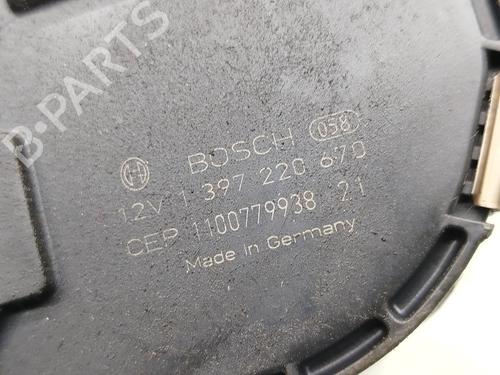 B-PARTS
BOSCH 058
12V 1 397 220 670
CEP 1100779938 21
Made in Germany